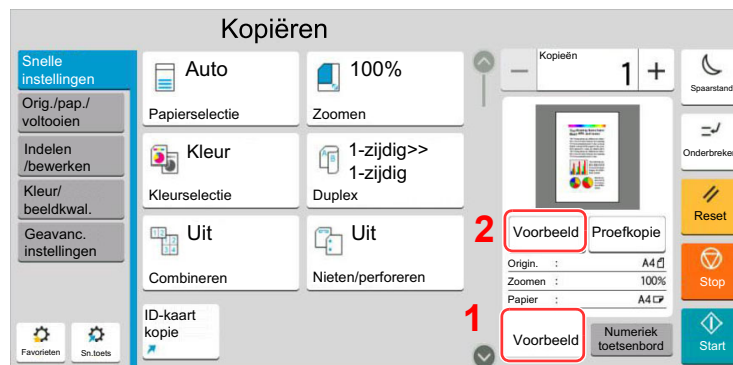 Kopiëren
Snelle
instellingen
Orig./pap./
voltooien
Indelen
/bewerken
Kleur/
beeldkwal.
Geavanc.
instellingen
Favorieten
Sn.toets
Auto
Papierselectie
100%
Zoomen
Kleur
Kleurselectie
1-zijdig>>
1-zijdig
Duplex
Uit
Combineren
Uit
Nieten/perforeren
ID-kaart
kopie
Kopieën
1
2
Voorbeeld
Proefkopie
Origin. : A4
Zoomen : 100%
Papier : A4
1
Voorbeeld
Numeriek
toetsenbord
Spaarstand
Onderbreken
Reset
Stop
Start